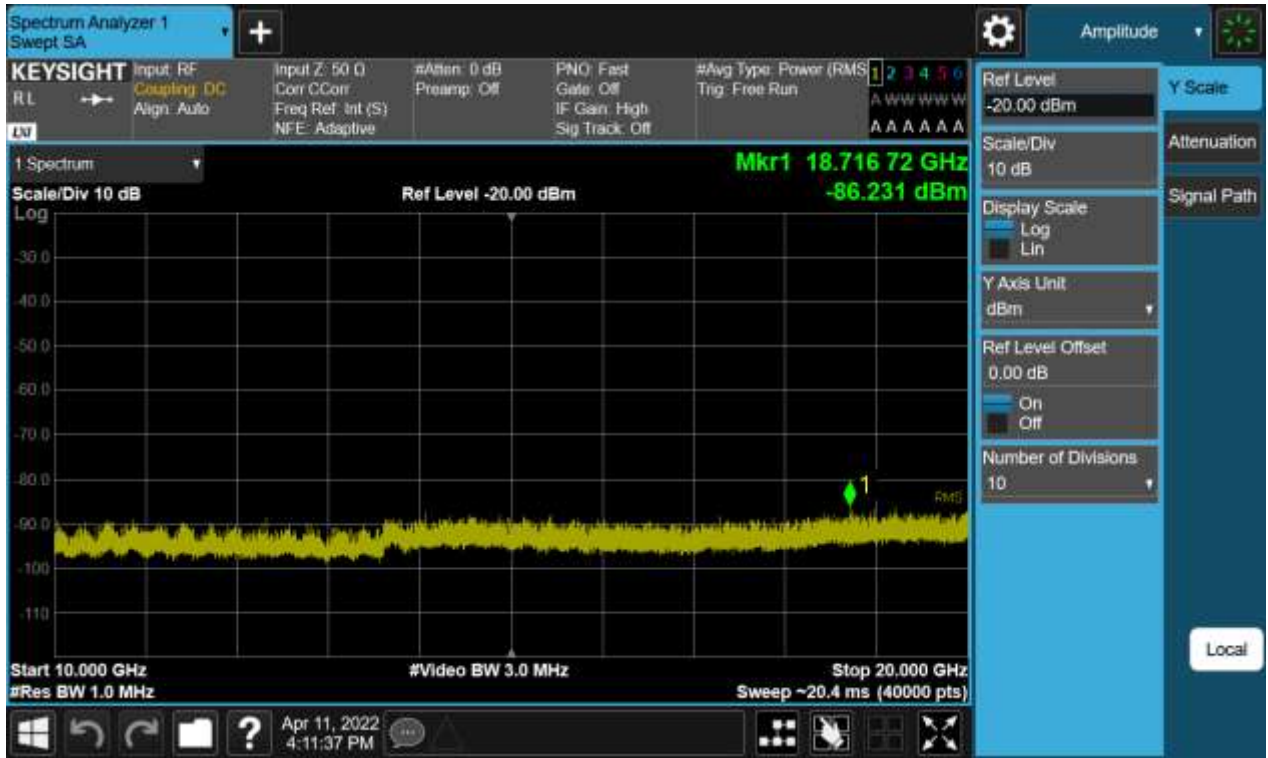 Spectrum Analyzer 1
Swept SA
+
Amplitude
KEYSIGHT
RL
LXI
Input: RF
Coupling: DC
Align: Auto
Input Z: 50 Ω
Corr CCorr
Freq Ref: Int (S)
NFE: Adaptive
#Atten: 0 dB
Preamp: Off
PNO: Fast
Gate: Off
IF Gain: High
Sig Track: Off
#Avg Type: Power (RMS
Trig: Free Run
1 2 3 4 5 6
A W W W W W
A A A A A A
1 Spectrum
Scale/Div 10 dB
Ref Level -20.00 dBm
Mkr1 18.716 72 GHz
-86.231 dBm
Log
-30.0
-40.0
-50.0
-60.0
-70.0
-80.0
-90.0
-100
-110
1
RMS
Start 10.000 GHz
#Video BW 3.0 MHz
Stop 20.000 GHz
#Res BW 1.0 MHz
Sweep ~20.4 ms (40000 pts)
Ref Level
-20.00 dBm
Scale/Div
10 dB
Display Scale
Log
Lin
Y Axis Unit
dBm
Ref Level Offset
0.00 dB
On
Off
Number of Divisions
10
Y Scale
Attenuation
Signal Path
Local
?
Apr 11, 2022
4:11:37 PM